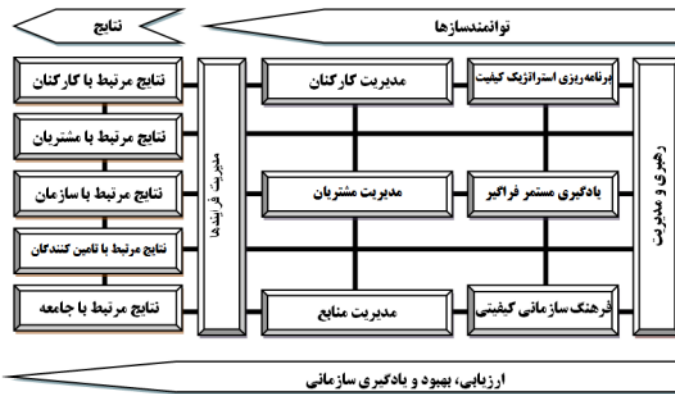 توانمندسازها
نتایج
رهبری و مدیریت
برنامه‌ریزی استراتژیک کیفیت
مدیریت کارکنان
مدیریت فرایندها
نتایج مرتبط با کارکنان
نتایج مرتبط با مشتریان
یادگیری مستمر فراگیر
مدیریت مشتریان
نتایج مرتبط با سازمان
نتایج مرتبط با تامین کنندگان
فرهنگ سازمانی کیفیتی
مدیریت منابع
نتایج مرتبط با جامعه
ارزیابی، بهبود و یادگیری سازمانی